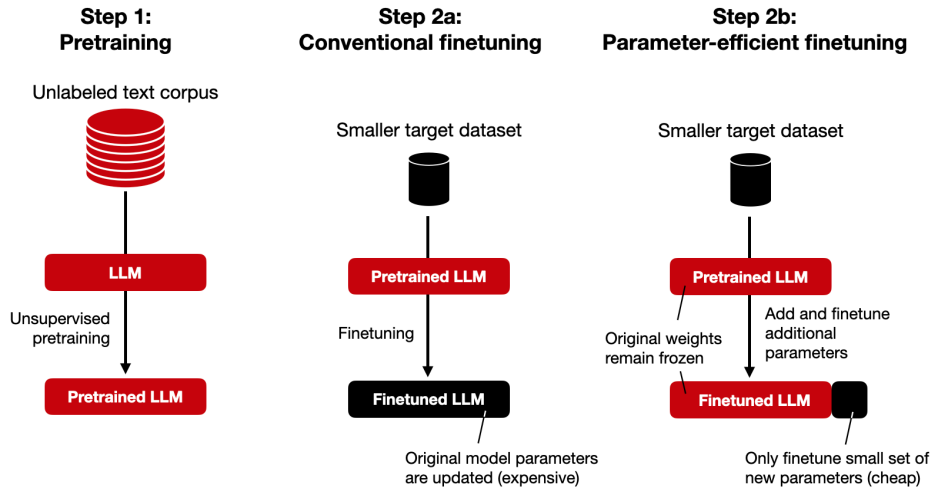 Step 1:
Pretraining
Unlabeled text corpus
LLM
Unsupervised
pretraining
Pretrained LLM
Step 2a:
Conventional finetuning
Smaller target dataset
Pretrained LLM
Finetuning
Finetuned LLM
Original model parameters
are updated (expensive)
Step 2b:
Parameter-efficient finetuning
Smaller target dataset
Pretrained LLM
Original weights
remain frozen
Add and finetune
additional
parameters
Finetuned LLM
Only finetune small set of
new parameters (cheap)